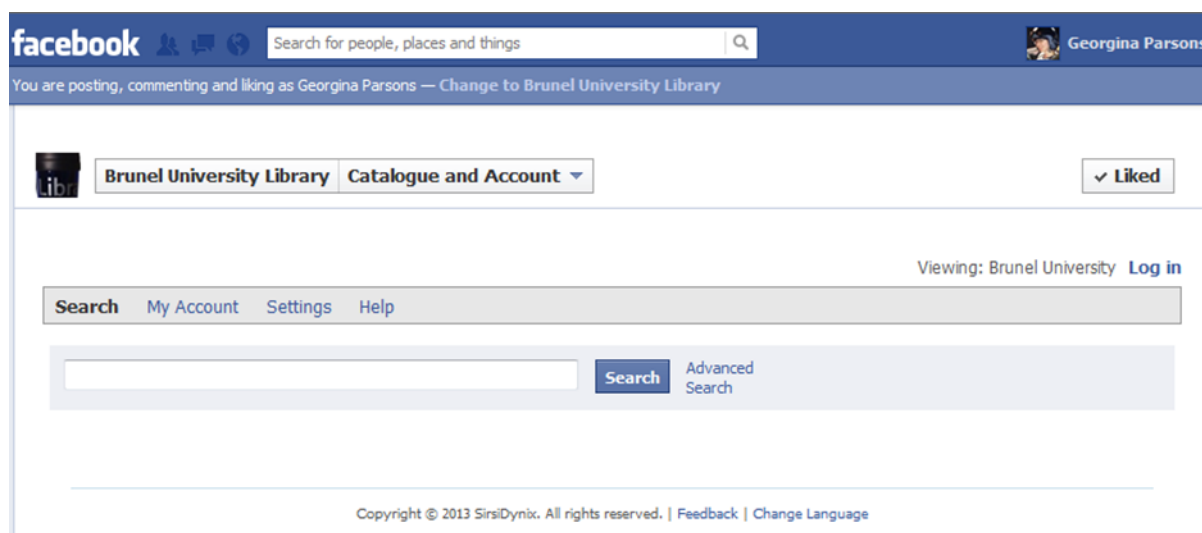 facebook Search for people, places and things Georgina Parsons
You are posting, commenting and liking as Georgina Parsons — Change to Brunel University Library
Libr Brunel University Library Catalogue and Account Liked
Viewing: Brunel University Log in
Search My Account Settings Help
Search Advanced
Search
Copyright © 2013 SirsiDynix. All rights reserved. | Feedback | Change Language